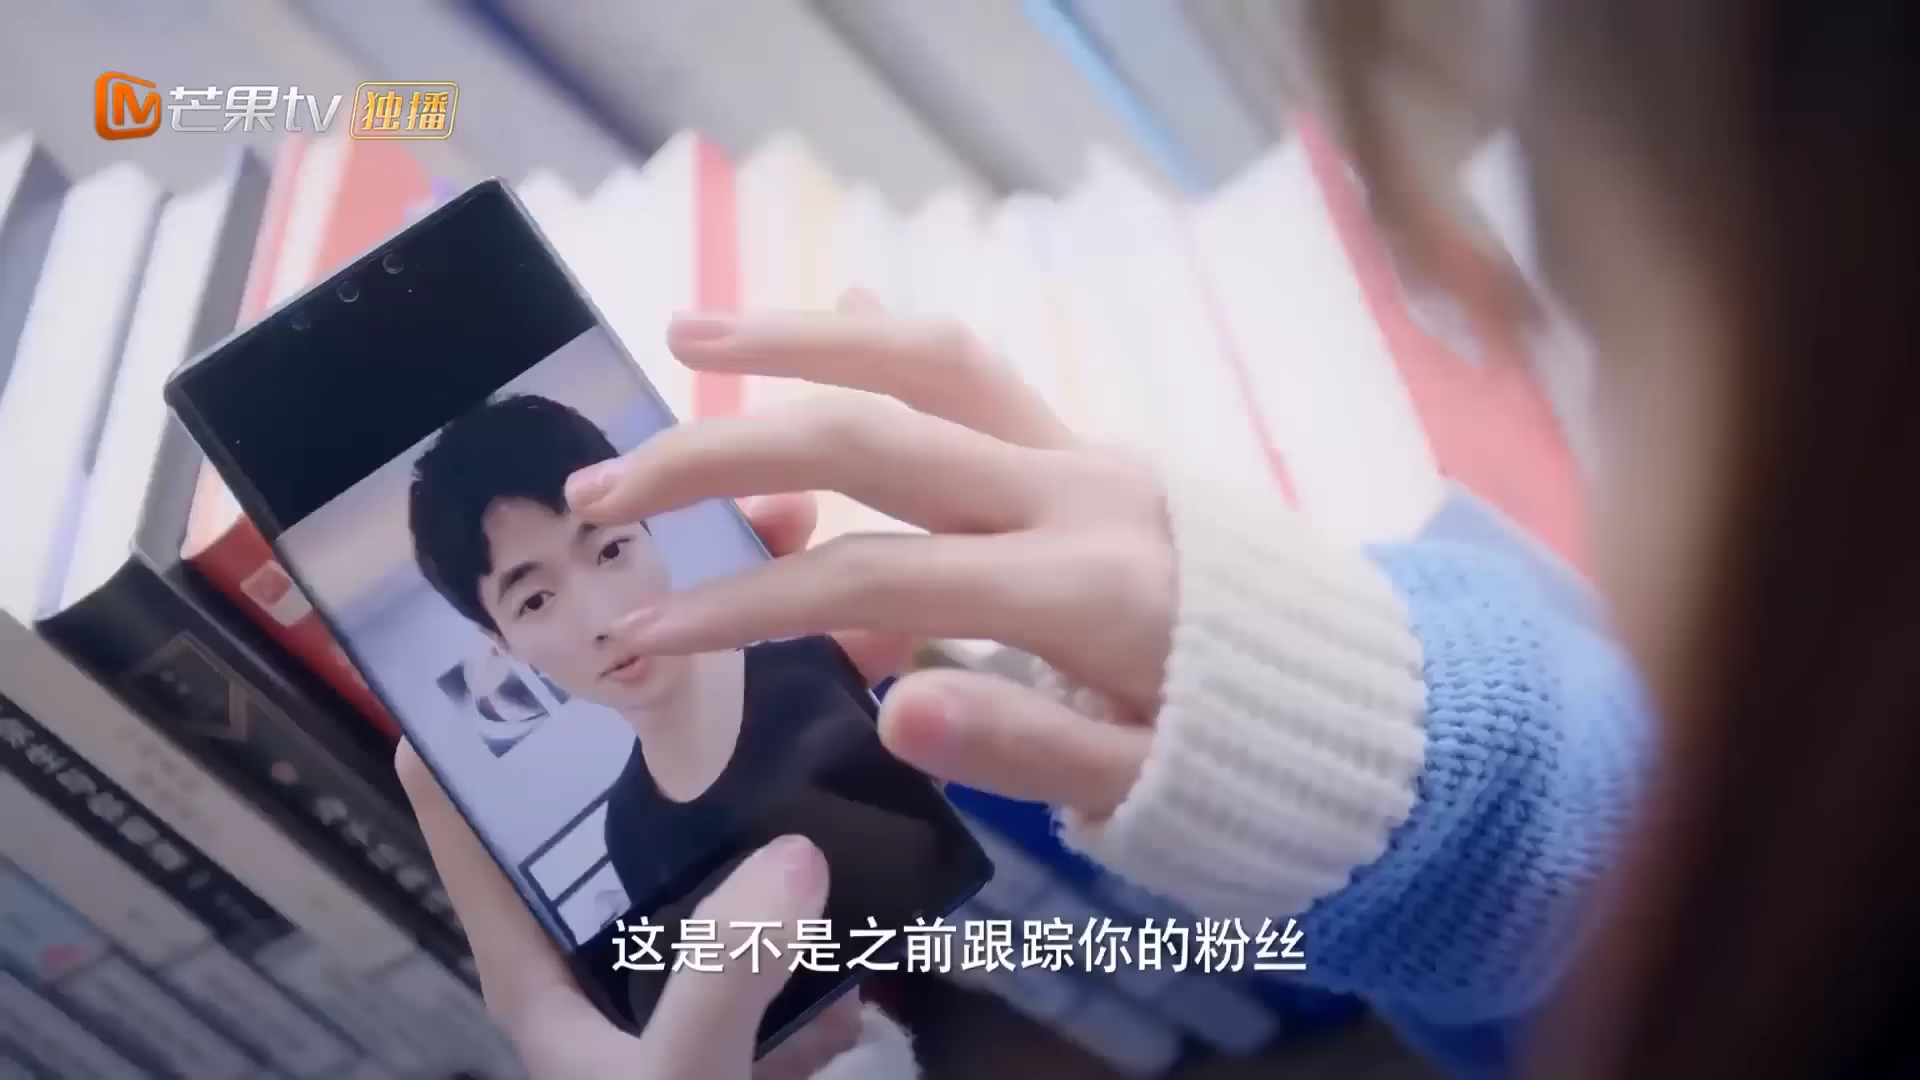 芒果tv 独播
这是不是之前跟踪你的粉丝